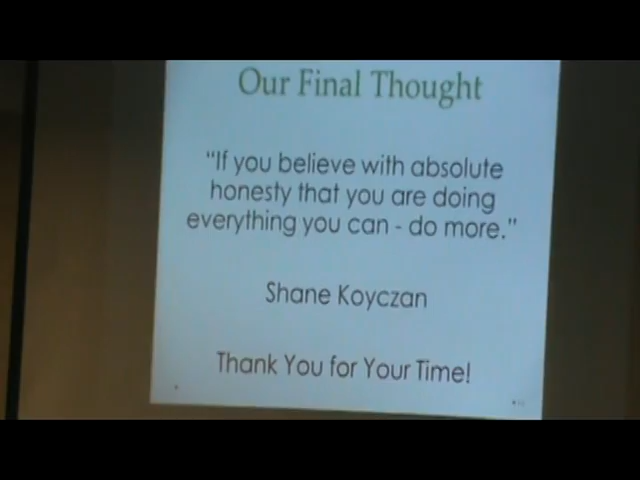 Our Final Thought
"If you believe with absolute
honesty that you are doing
everything you can - do more."
Shane Koyczan
Thank You for Your Time!